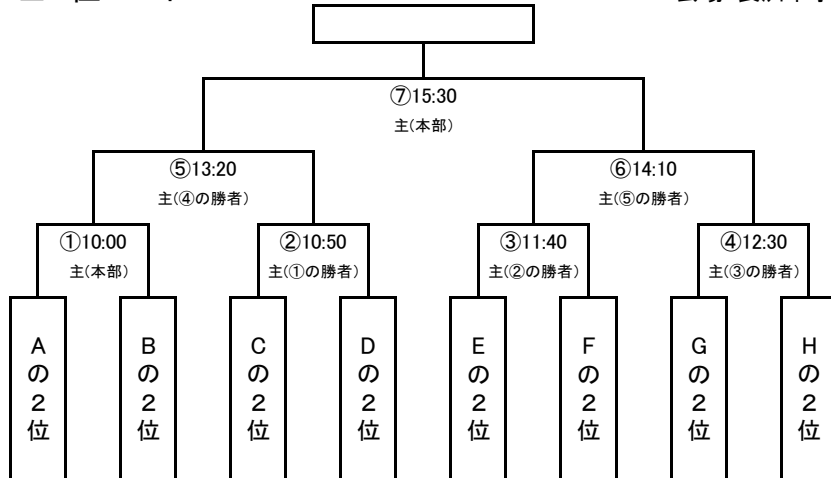 ⑦15:30
主(本部)
⑤13:20
主(④の勝者)
⑥14:10
主(⑤の勝者)
①10:00
主(本部)
②10:50
主(①の勝者)
③11:40
主(②の勝者)
④12:30
主(③の勝者)
Aの2位
Bの2位
Cの2位
Dの2位
Eの2位
Fの2位
Gの2位
Hの2位